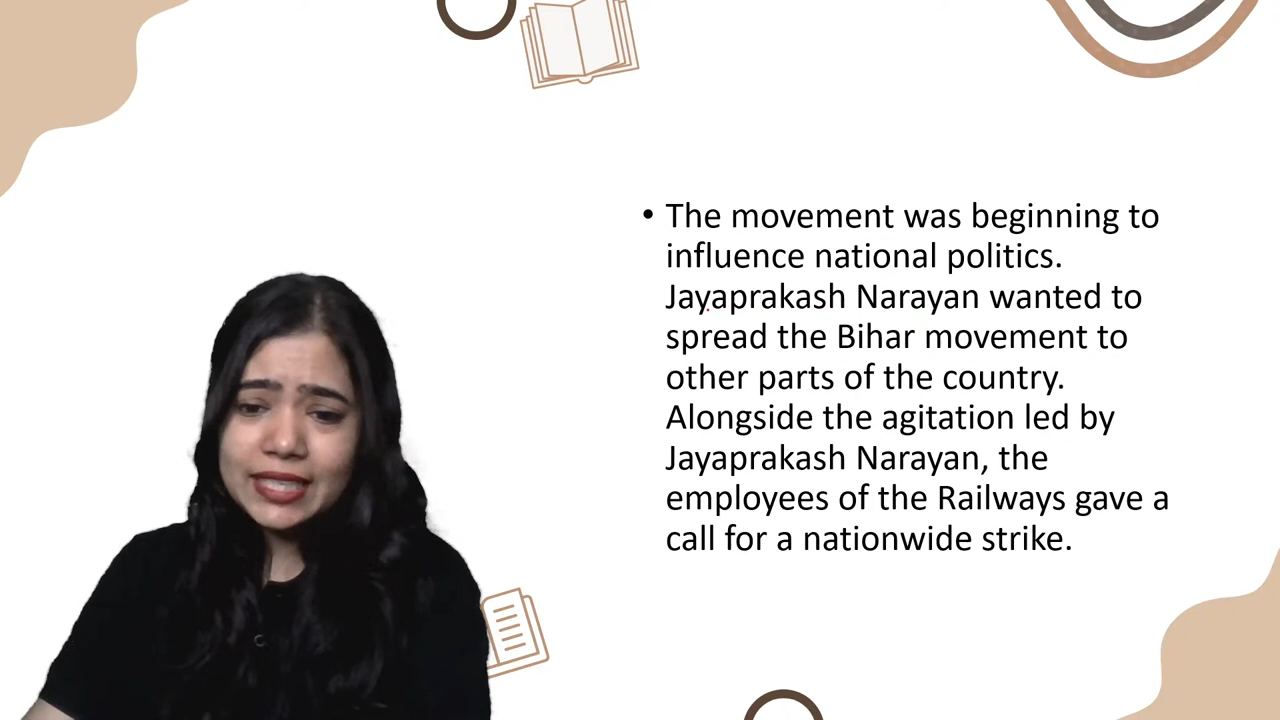 • The movement was beginning to
influence national politics.
Jayaprakash Narayan wanted to
spread the Bihar movement to
other parts of the country.
Alongside the agitation led by
Jayaprakash Narayan, the
employees of the Railways gave a
call for a nationwide strike.